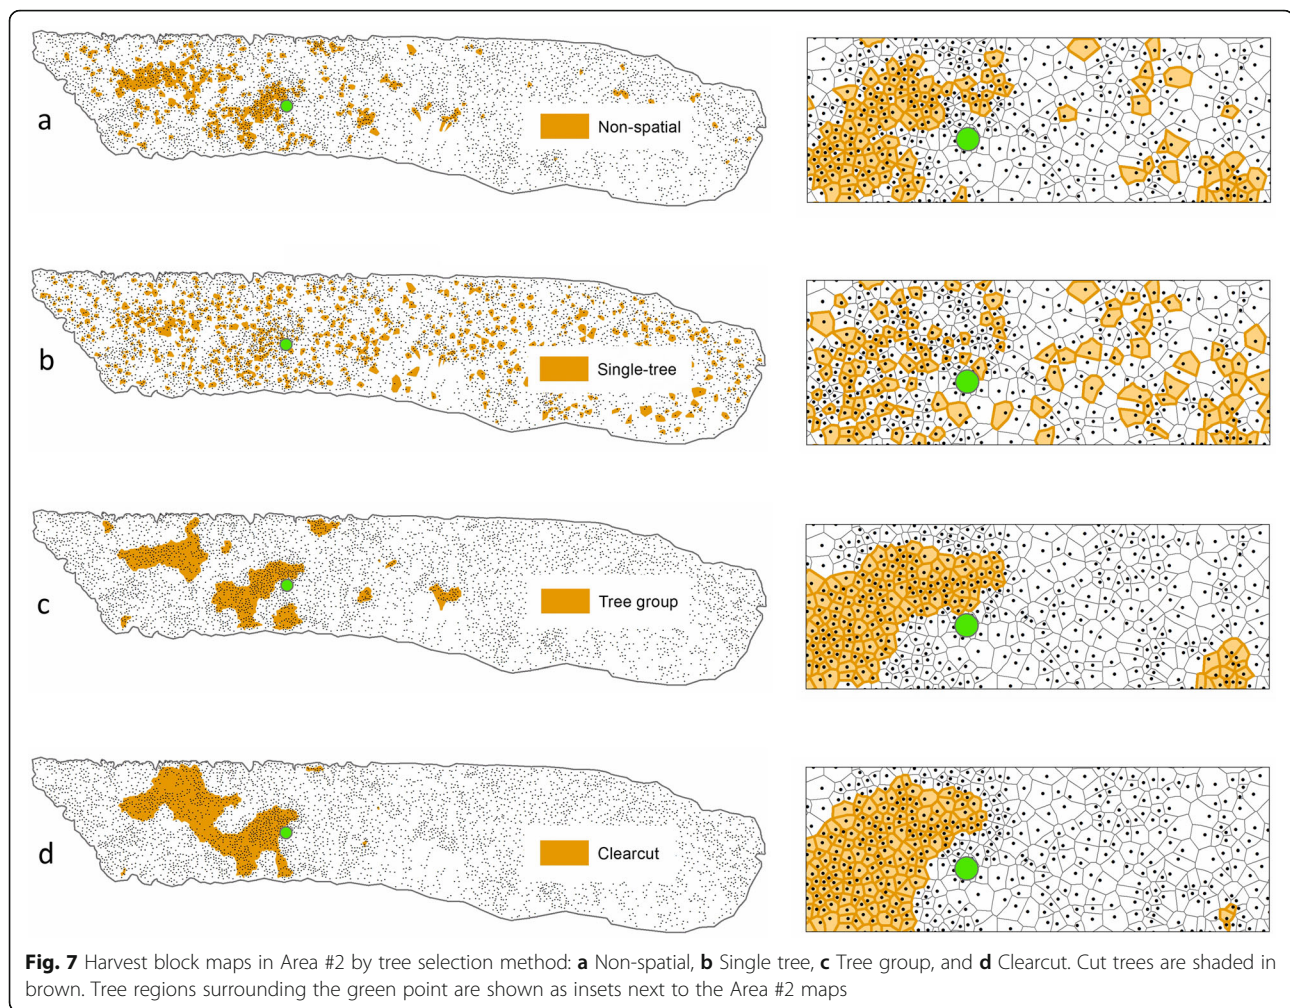 a
Non-spatial
b
Single-tree
c
Tree group
d
Clearcut
Fig. 7 Harvest block maps in Area #2 by tree selection method: a Non-spatial, b Single tree, c Tree group, and d Clearcut. Cut trees are shaded in
brown. Tree regions surrounding the green point are shown as insets next to the Area #2 maps